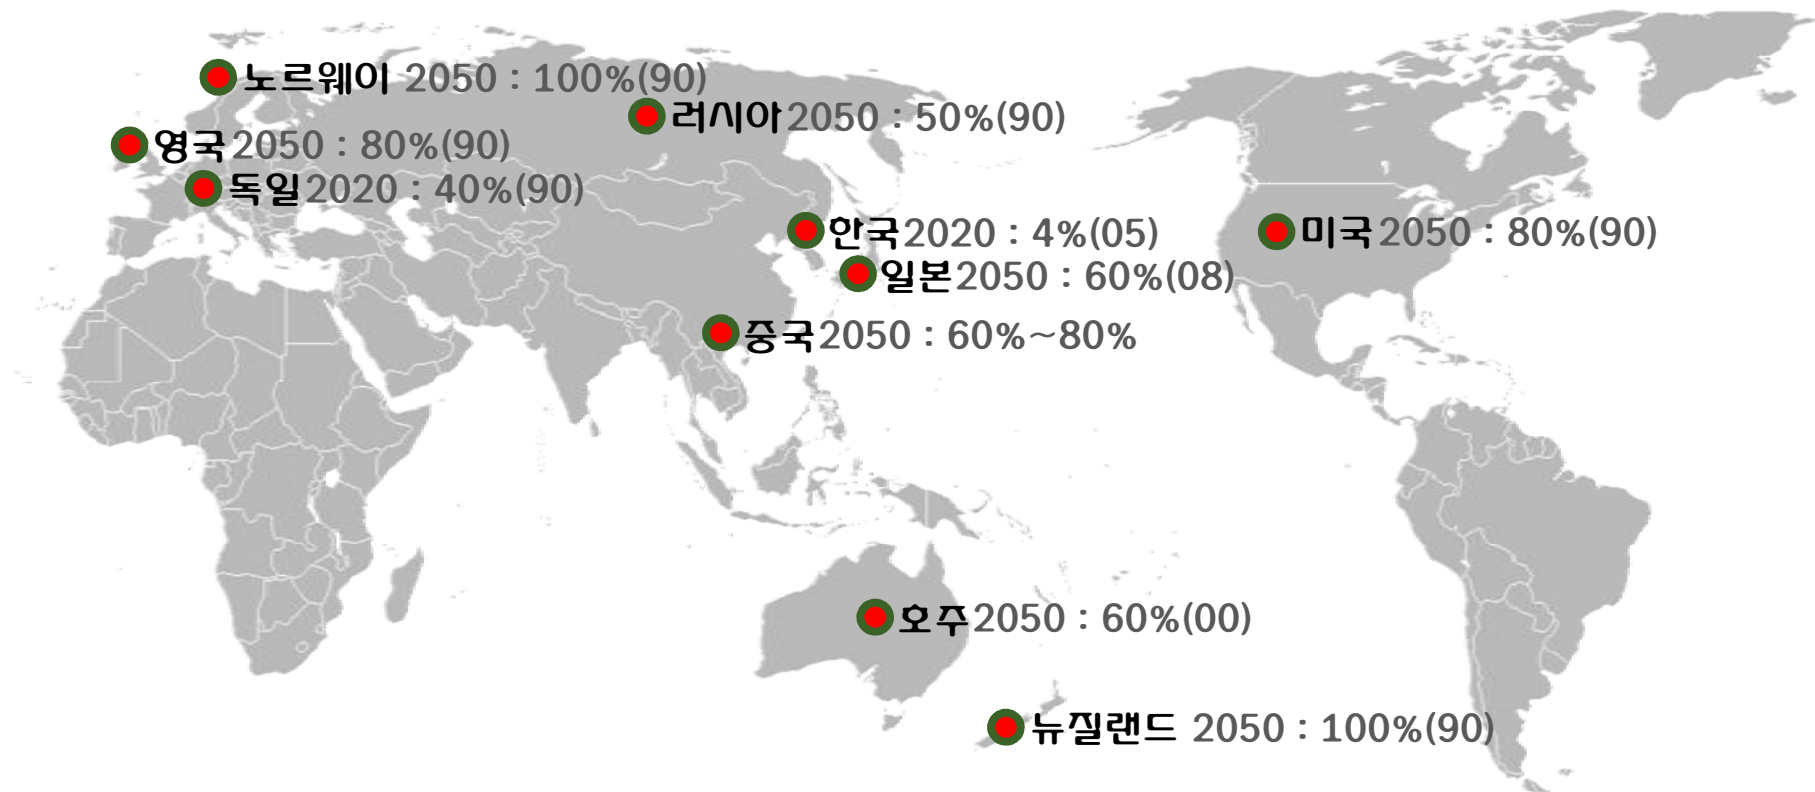 노르웨이 2050 : 100%(90)
러시아2050 : 50%(90)
영국2050 : 80%(90)
독일2020 : 40%(90)
한국2020 : 4%(05)
미국2050 : 80%(90)
일본2050 : 60%(08)
중국2050 : 60%~80%
호주2050 : 60%(00)
뉴질랜드 2050 : 100%(90)